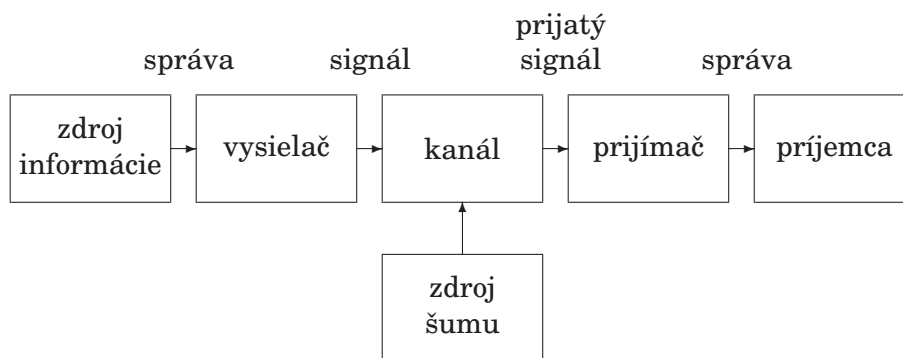 prijatý
správa signál signál správa
zdroj
informácie
vysielač
kanál
prijímač
príjemca
zdroj
šumu